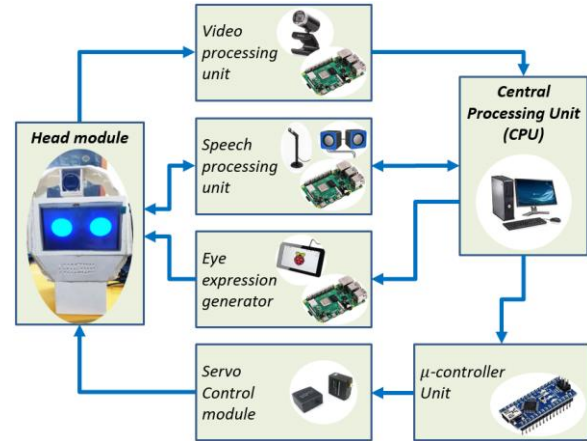 Video
processing
unit
Central
Processing Unit
(CPU)
Head module
Speech
processing
unit
Eye
expression
generator
Servo
Control
module
μ-controller
Unit